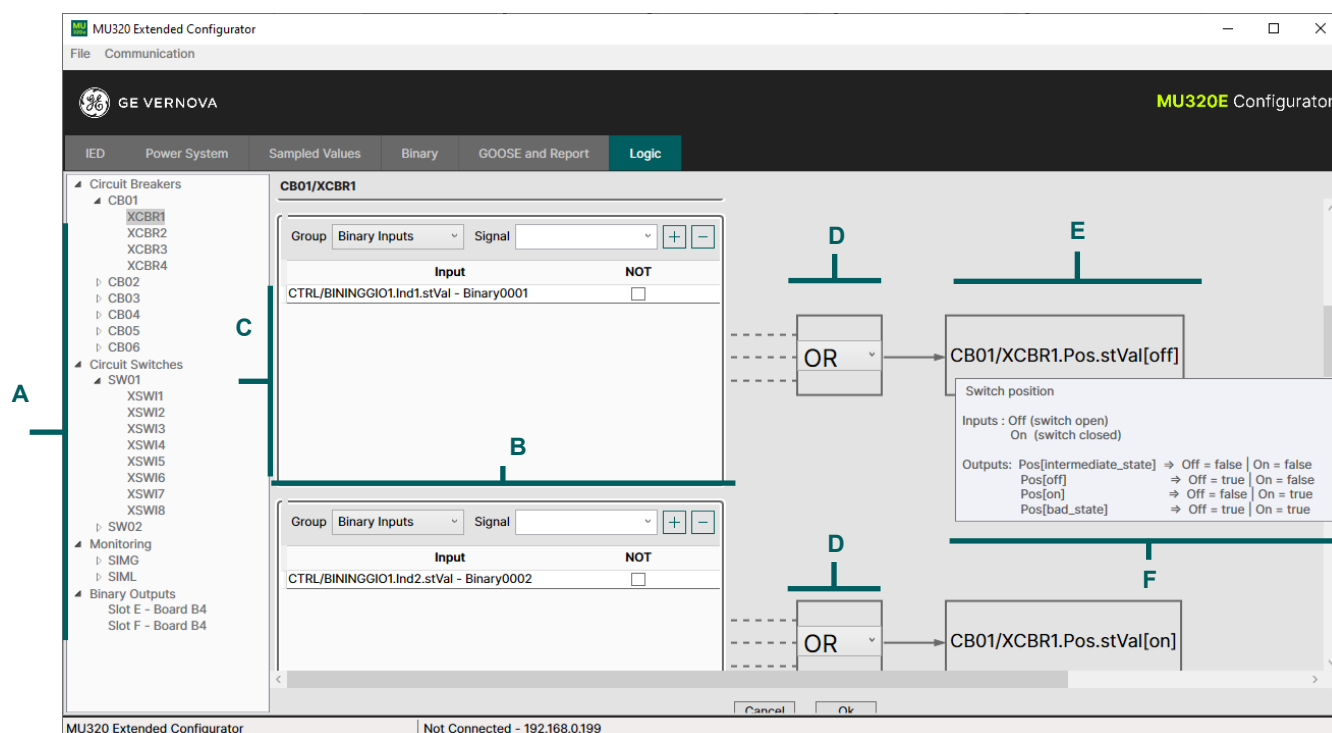 MU320 Extended Configurator
File Communication
GE VERNOVA
MU320E Configurator
IED Power System Sampled Values Binary GOOSE and Report Logic
Circuit Breakers
CB01
XCBR1
XCBR2
XCBR3
XCBR4
CB02
CB03
CB04
CB05
CB06
Circuit Switches
SW01
XSWI1
XSWI2
XSWI3
XSWI4
XSWI5
XSWI6
XSWI7
XSWI8
SW02
Monitoring
SIMG
SIML
Binary Outputs
Slot E - Board B4
Slot F - Board B4
A
CB01/XCBR1
Group Binary Inputs Signal
Input NOT
CTRL/BININGGIO1.Ind1.stVal - Binary0001
C
B
D
OR
E
CB01/XCBR1.Pos.stVal[off]
Switch position
Inputs : Off (switch open)
On (switch closed)
Outputs: Pos[intermediate_state] ⇒ Off = false | On = false
Pos[off] ⇒ Off = true | On = false
Pos[on] ⇒ Off = false | On = true
Pos[bad_state] ⇒ Off = true | On = true
F
Group Binary Inputs Signal
Input NOT
CTRL/BININGGIO1.Ind2.stVal - Binary0002
D
OR
CB01/XCBR1.Pos.stVal[on]
Cancel Ok
MU320 Extended Configurator Not Connected - 192.168.0.199